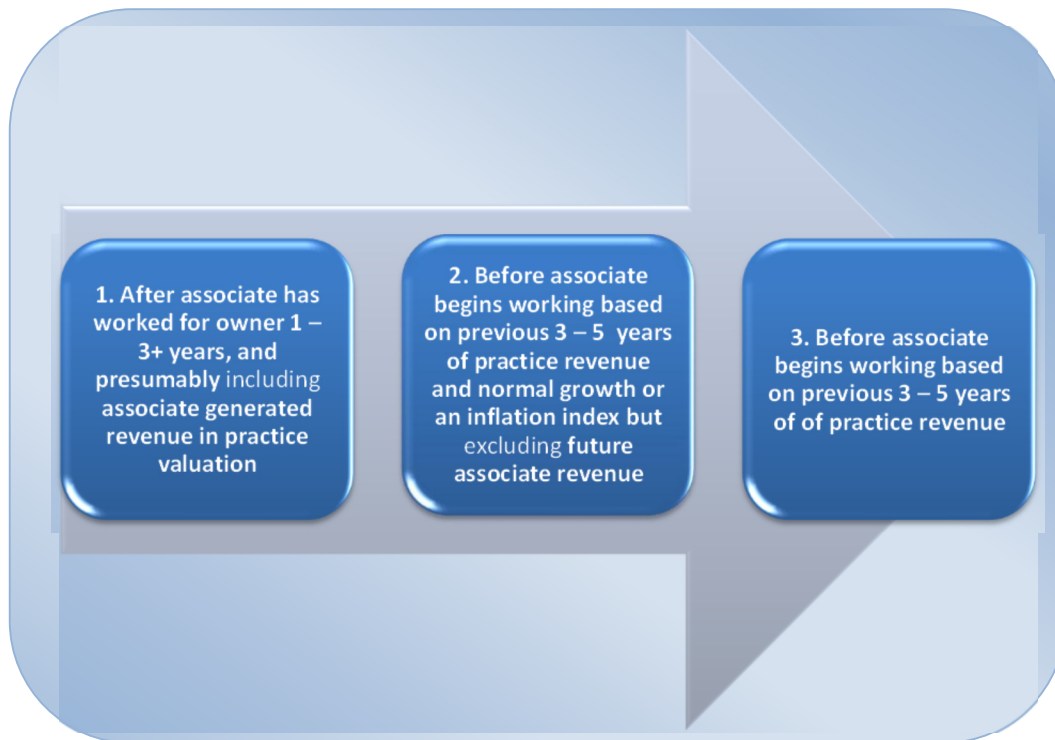 1. After associate has
worked for owner 1 –
3+ years, and
presumably including
associate generated
revenue in practice
valuation
2. Before associate
begins working based
on previous 3 – 5 years
of practice revenue
and normal growth or
an inflation index but
excluding future
associate revenue
3. Before associate
begins working based
on previous 3 – 5 years
of of practice revenue